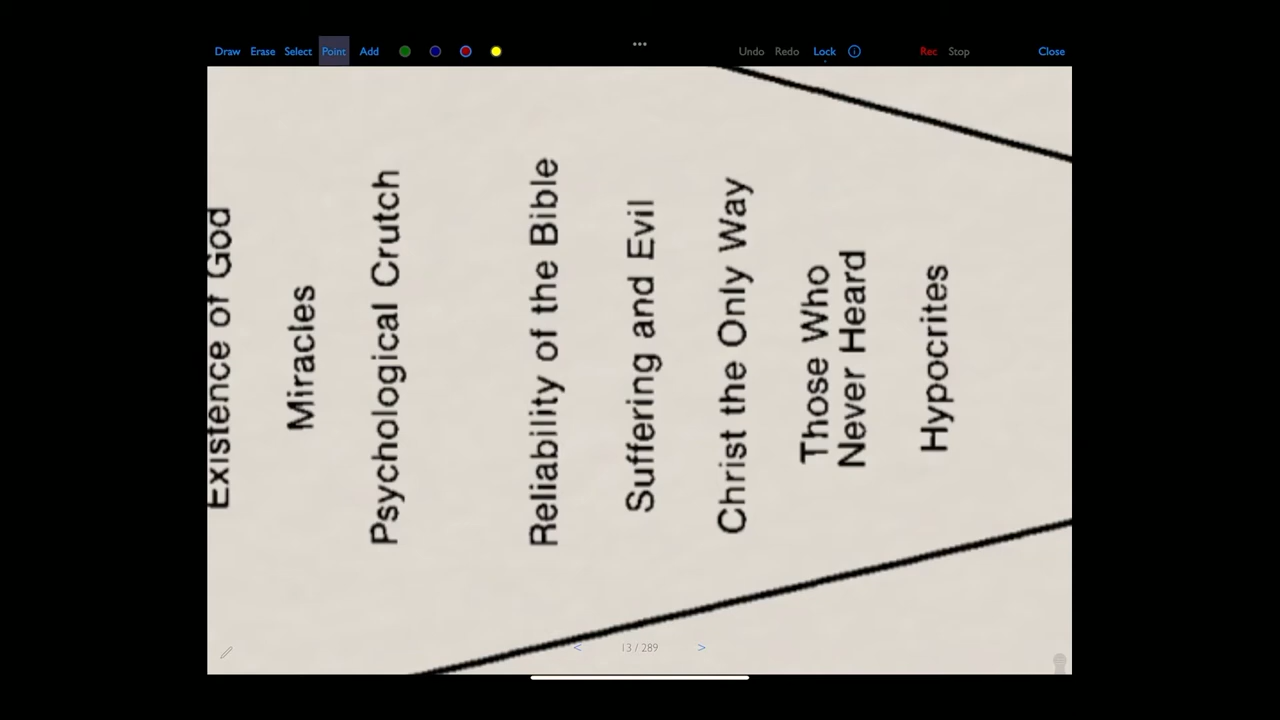 Draw Erase Select Point Add
Undo Redo Lock Rec Stop Close
Existence of God
Miracles
Psychological Crutch
Reliability of the Bible
Suffering and Evil
Christ the Only Way
Those Who
Never Heard
Hypocrites
< 13 / 289 >